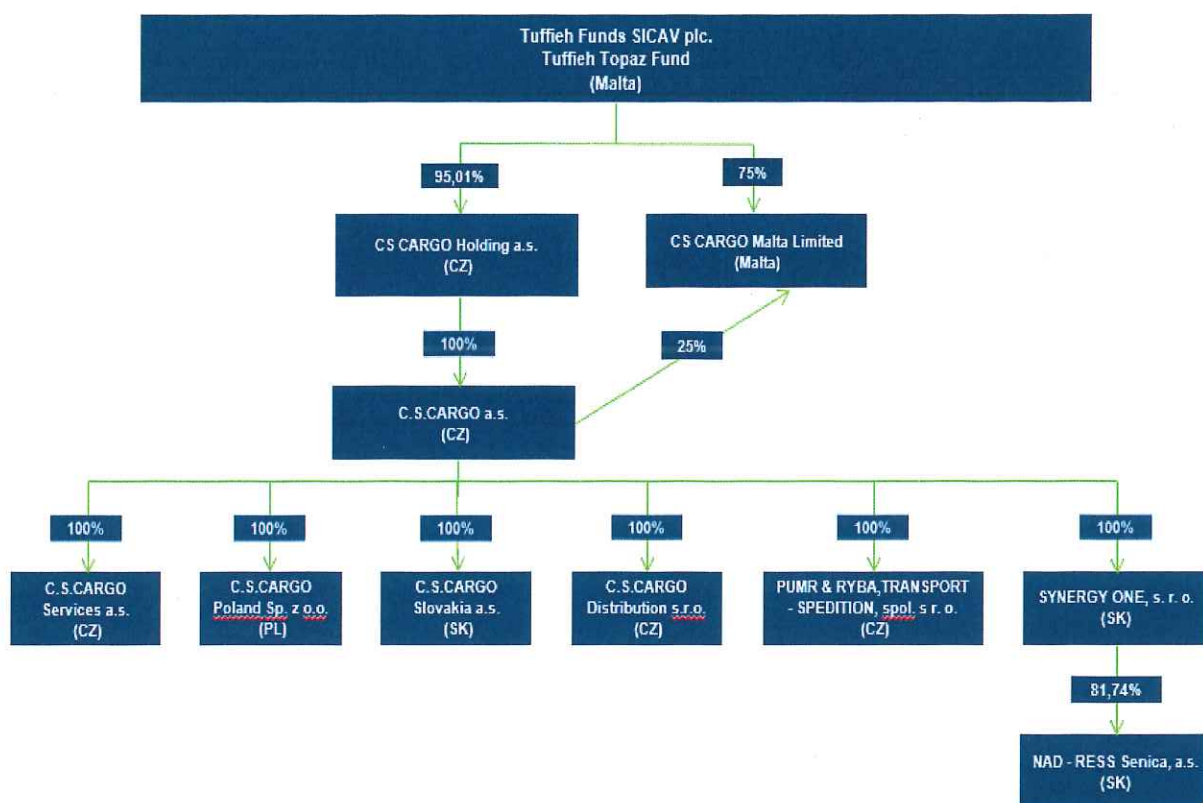 Tuffieh Funds SICAV plc.
Tuffieh Topaz Fund
(Malta)
95,01%
75%
CS CARGO Holding a.s.
(CZ)
CS CARGO Malta Limited
(Malta)
100%
25%
C.S.CARGO a.s.
(CZ)
100%
100%
100%
100%
100%
100%
C.S.CARGO
Services a.s.
(CZ)
C.S.CARGO
Poland Sp. z o.o.
(PL)
C.S.CARGO
Slovakia a.s.
(SK)
C.S.CARGO
Distribution s.r.o.
(CZ)
PUMR & RYBA,TRANSPORT
- SPEDITION, spol. s r. o.
(CZ)
SYNERGY ONE, s. r. o.
(SK)
81,74%
NAD - RESS Senica, a.s.
(SK)